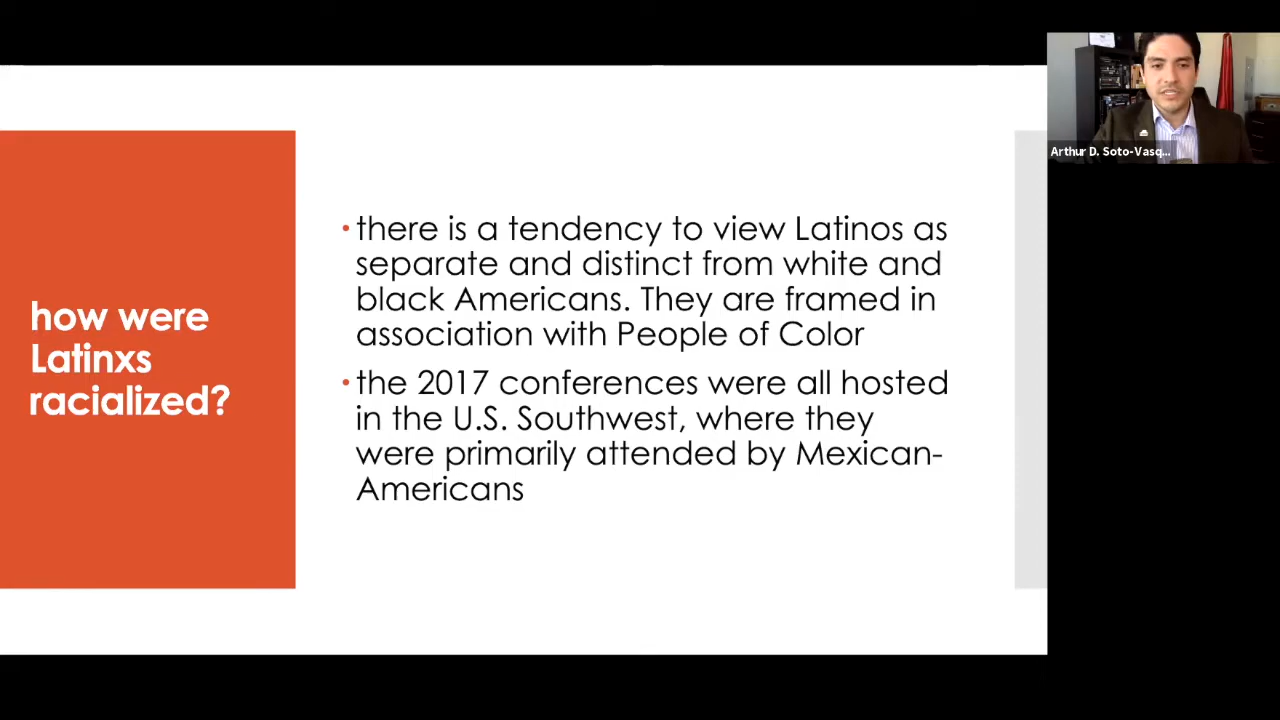 how were
Latinxs
racialized?
• there is a tendency to view Latinos as
separate and distinct from white and
black Americans. They are framed in
association with People of Color
• the 2017 conferences were all hosted
in the U.S. Southwest, where they
were primarily attended by Mexican-
Americans
Arthur D. Soto-Vasq...